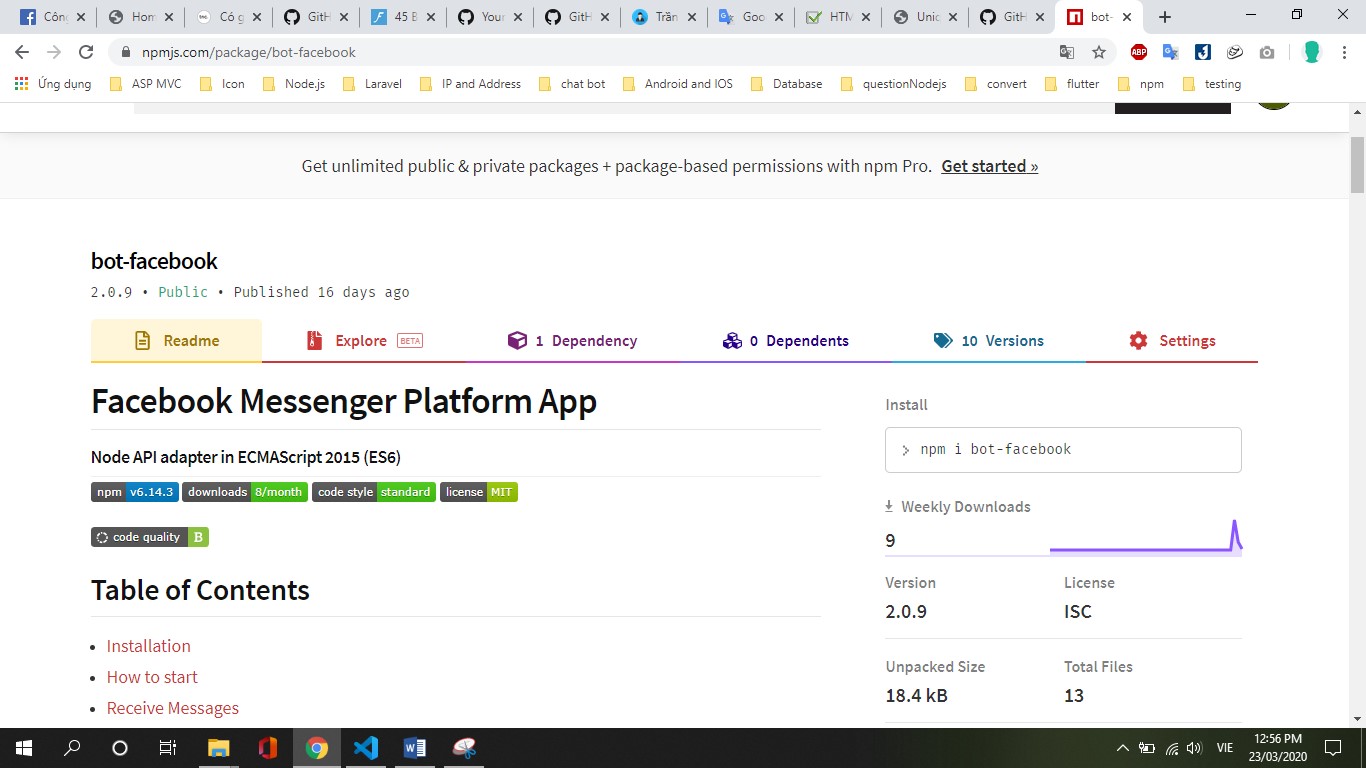 Công
Hom
Có g
GitH
45 B
Your
GitH
Trần
Goo
HTM
Uniq
GitH
bot-
npmjs.com/package/bot-facebook
ABP
Ứng dụng
ASP MVC
Icon
Node.js
Laravel
IP and Address
chat bot
Android and IOS
Database
questionNodejs
convert
flutter
npm
testing
Get unlimited public & private packages + package-based permissions with npm Pro. Get started »
bot-facebook
2.0.9 • Public • Published 16 days ago
Readme
Explore BETA
1 Dependency
0 Dependents
10 Versions
Settings
Facebook Messenger Platform App
Node API adapter in ECMAScript 2015 (ES6)
npm v6.14.3 downloads 8/month code style standard license MIT
code quality B
Table of Contents
• Installation
• How to start
• Receive Messages
Install
> npm i bot-facebook
Weekly Downloads
9
Version License
2.0.9 ISC
Unpacked Size Total Files
18.4 kB 13
VIE
12:56 PM
23/03/2020